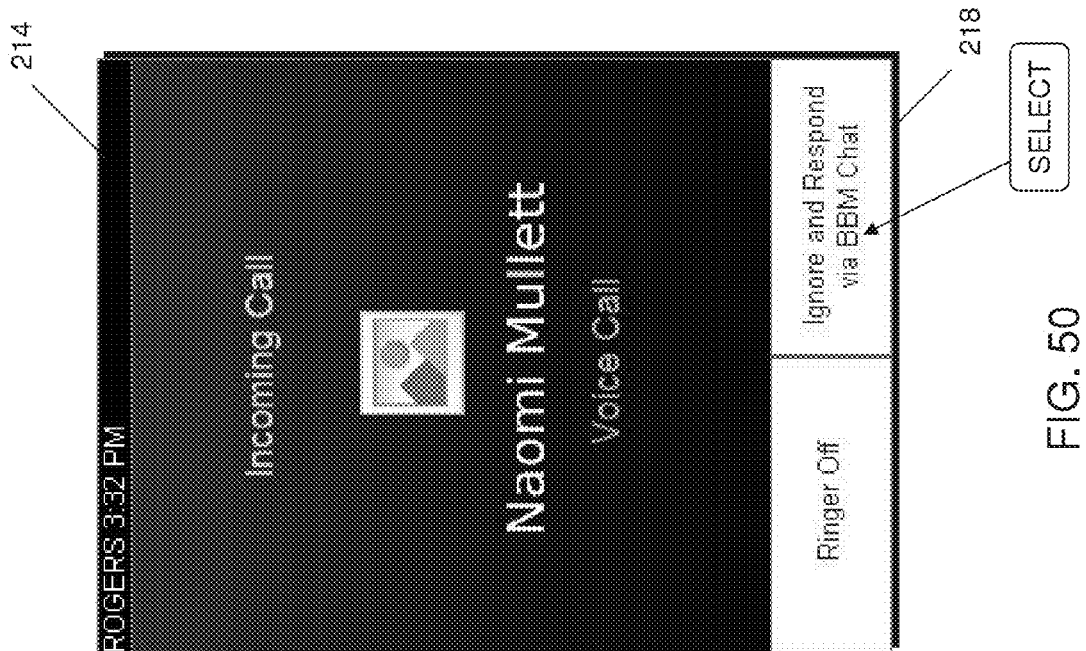 214
ROGERS 3:32 PM
Incoming Call
Naomi Mullett
Voice Call
Ringer Off
Ignore and Respond
via BBM Chat
218
SELECT
FIG. 50